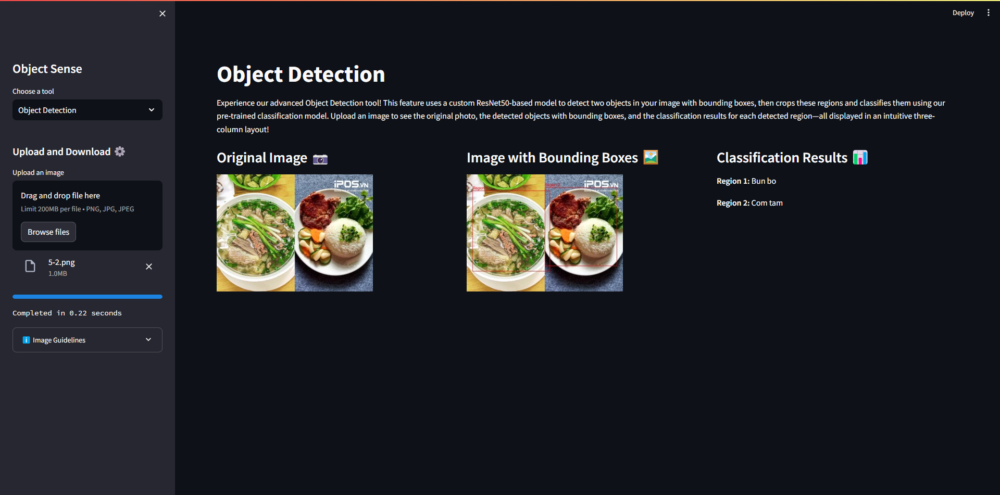 Deploy
Object Sense
Choose a tool
Object Detection
Upload and Download
Upload an image
Drag and drop file here
Limit 200MB per file • PNG, JPG, JPEG
Browse files
5-2.png
1.0MB
Completed in 0.22 seconds
Image Guidelines
Object Detection
Experience our advanced Object Detection tool! This feature uses a custom ResNet50-based model to detect two objects in your image with bounding boxes, then crops these regions and classifies them using our
pre-trained classification model. Upload an image to see the original photo, the detected objects with bounding boxes, and the classification results for each detected region—all displayed in an intuitive three-
column layout!
Original Image
iPOS.VN
Image with Bounding Boxes
iPOS.VN
Region
Classification Results
Region 1: Bun bo
Region 2: Com tam